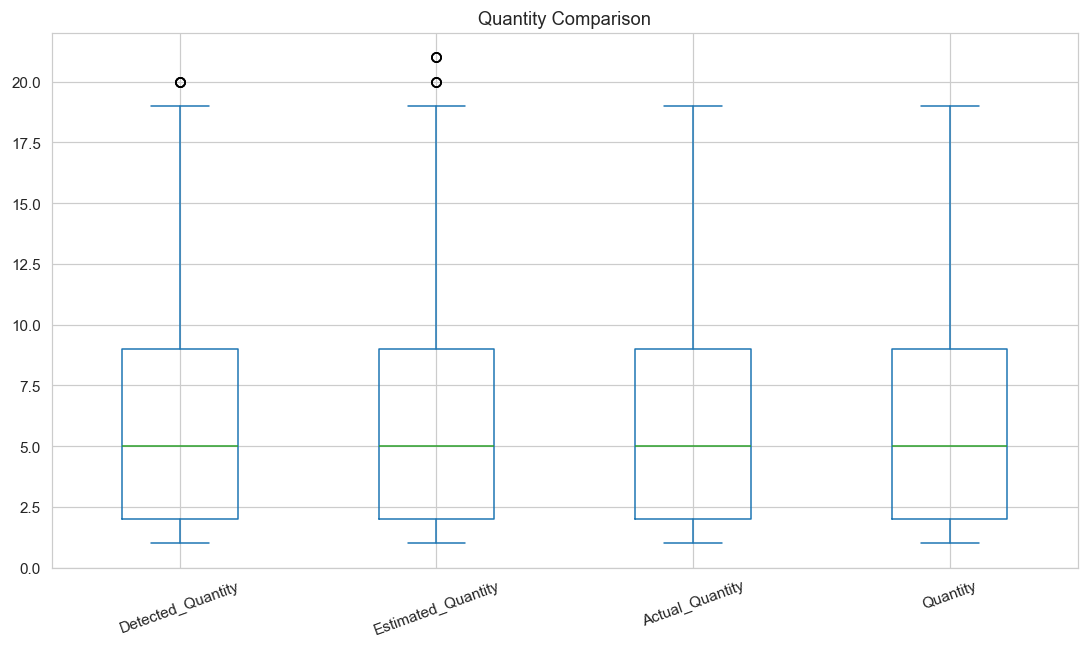 Quantity Comparison
20.0
17.5
15.0
12.5
10.0
7.5
5.0
2.5
0.0
Detected_Quantity
Estimated_Quantity
Actual_Quantity
Quantity